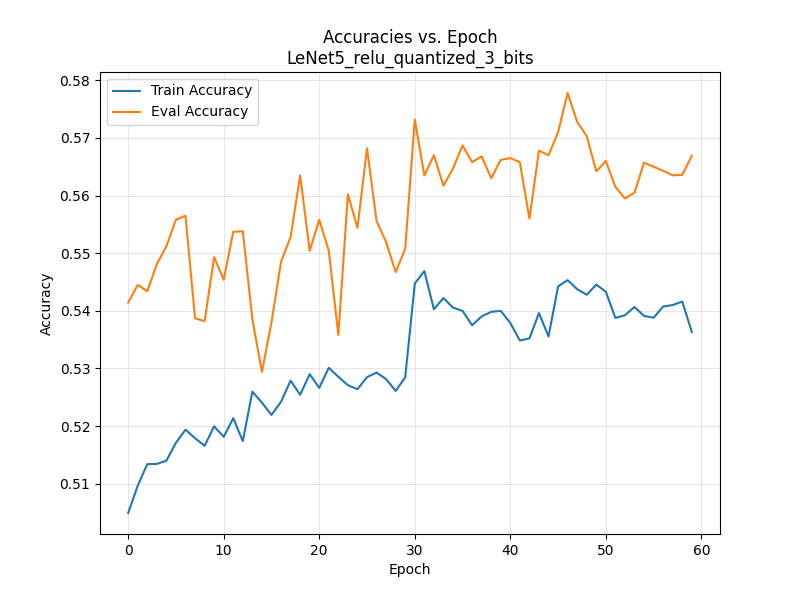 Accuracies vs. Epoch
LeNet5_relu_quantized_3_bits
Train Accuracy
Eval Accuracy
0.58
0.57
0.56
0.55
0.54
0.53
0.52
0.51
Accuracy
0 10 20 30 40 50 60
Epoch